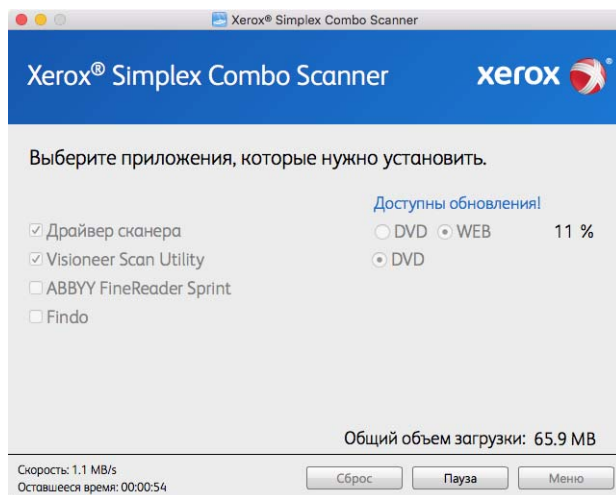 Xerox® Simplex Combo Scanner
Xerox® Simplex Combo Scanner
xerox
Выберите приложения, которые нужно установить.
Доступны обновления!
Драйвер сканера
DVD WEB 11 %
Visioneer Scan Utility
DVD
ABBYY FineReader Sprint
Findo
Общий объем загрузки: 65.9 MB
Скорость: 1.1 MB/s
Оставшееся время: 00:00:54
Сброс Пауза Меню